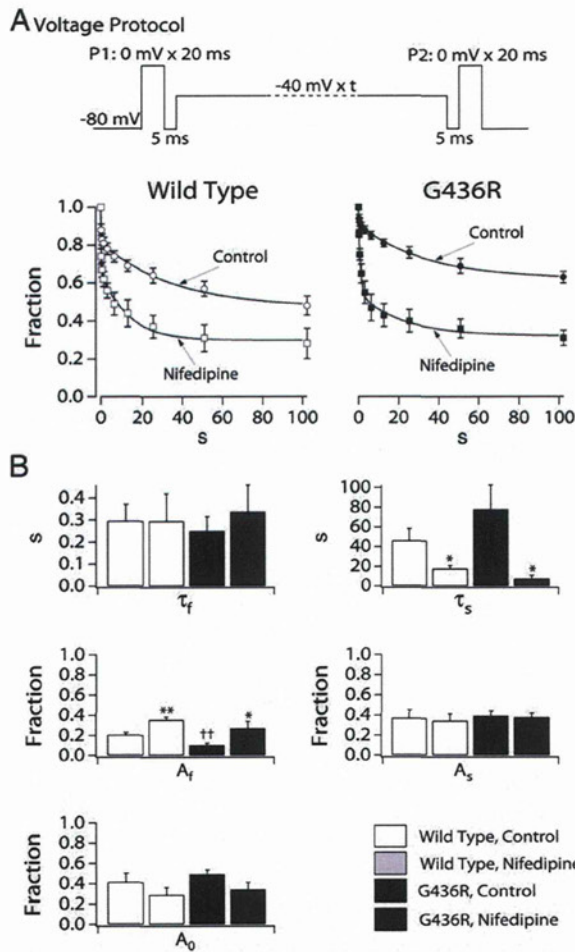 A Voltage Protocol
P1: 0 mV x 20 ms
P2: 0 mV x 20 ms
-40 mV x t
-80 mV
5 ms
5 ms
Wild Type
G436R
Fraction
1.0
0.8
0.6
0.4
0.2
0.0
Control
Nifedipine
Control
Nifedipine
0 20 40 60 80 100
s
0 20 40 60 80 100
s
B
s
0.4
0.3
0.2
0.1
0.0
τf
s
100
80
60
40
20
0
*
*
τs
Fraction
1.0
0.8
0.6
0.4
0.2
0.0
**
††
*
Af
Fraction
1.0
0.8
0.6
0.4
0.2
0.0
As
Fraction
1.0
0.8
0.6
0.4
0.2
0.0
A0
Wild Type, Control
Wild Type, Nifedipine
G436R, Control
G436R, Nifedipine